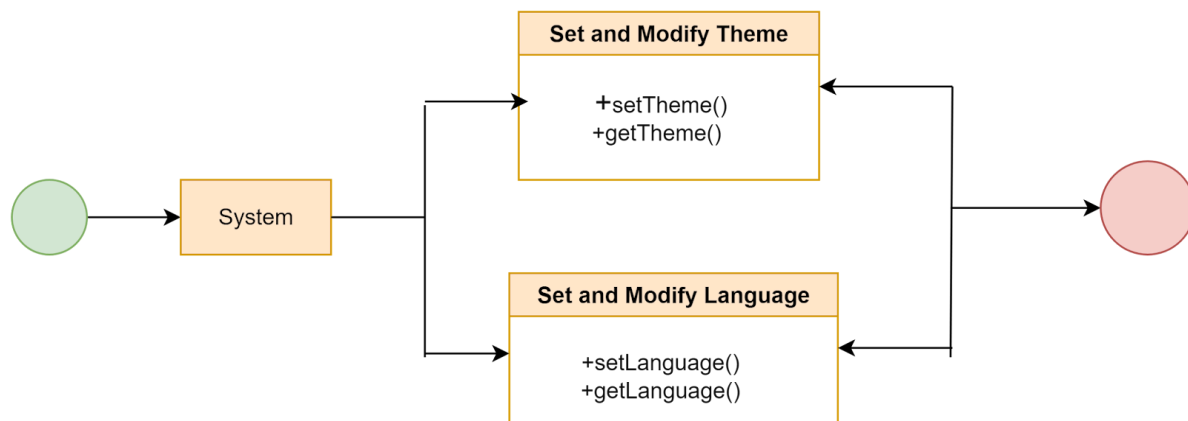 Set and Modify Theme
+setTheme()
+getTheme()
System
Set and Modify Language
+setLanguage()
+getLanguage()